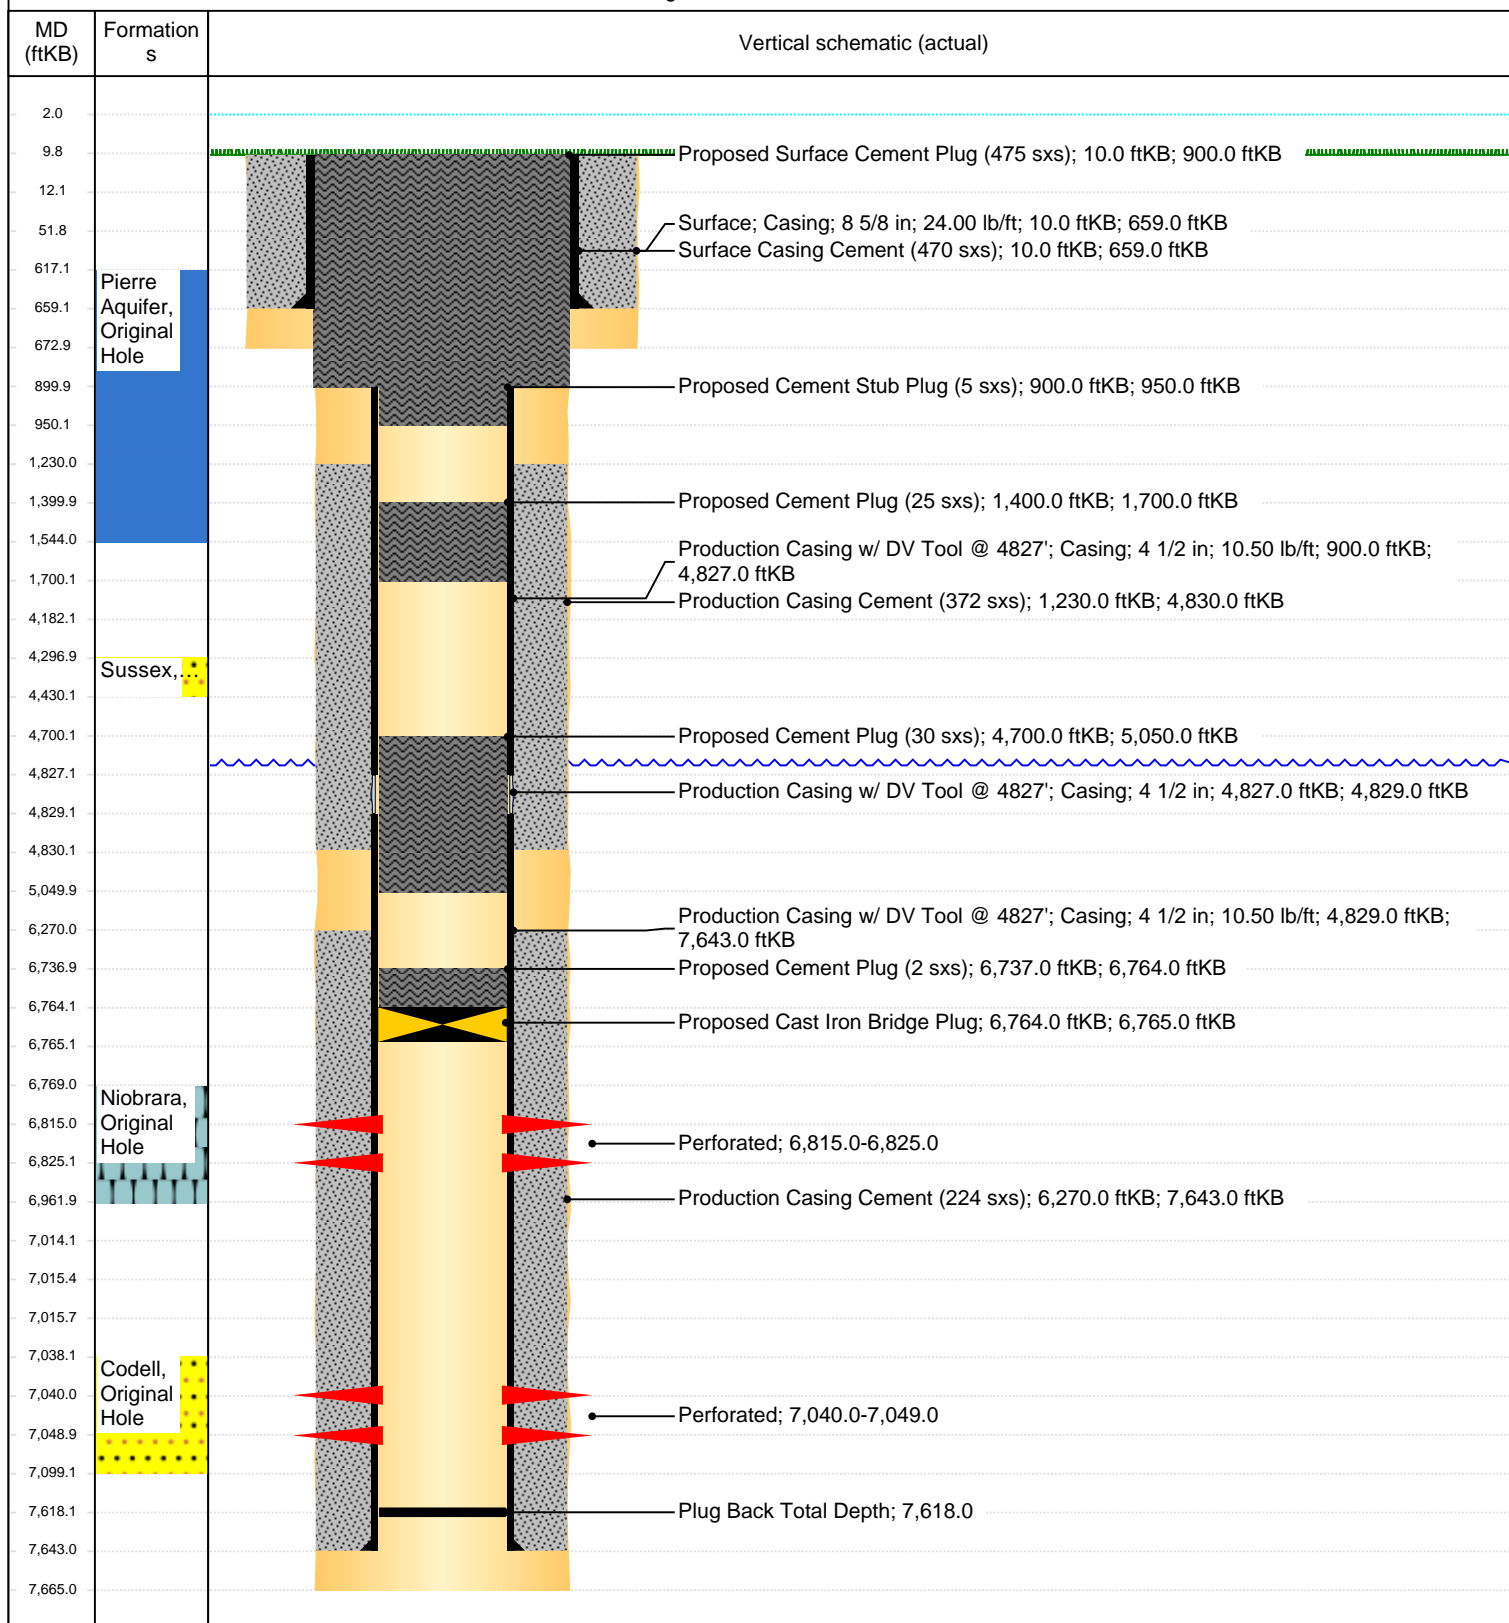 MD
(ftKB)
Formation
s
Vertical schematic (actual)
2.0
9.8
Proposed Surface Cement Plug (475 sxs); 10.0 ftKB; 900.0 ftKB
12.1
51.8
Surface; Casing; 8 5/8 in; 24.00 lb/ft; 10.0 ftKB; 659.0 ftKB
Surface Casing Cement (470 sxs); 10.0 ftKB; 659.0 ftKB
617.1
Pierre
Aquifer,
Original
Hole
659.1
672.9
899.9
Proposed Cement Stub Plug (5 sxs); 900.0 ftKB; 950.0 ftKB
950.1
1,230.0
1,399.9
Proposed Cement Plug (25 sxs); 1,400.0 ftKB; 1,700.0 ftKB
1,544.0
Production Casing w/ DV Tool @ 4827'; Casing; 4 1/2 in; 10.50 lb/ft; 900.0 ftKB;
4,827.0 ftKB
1,700.1
Production Casing Cement (372 sxs); 1,230.0 ftKB; 4,830.0 ftKB
4,182.1
4,296.9
Sussex,...
4,430.1
4,700.1
Proposed Cement Plug (30 sxs); 4,700.0 ftKB; 5,050.0 ftKB
4,827.1
Production Casing w/ DV Tool @ 4827'; Casing; 4 1/2 in; 4,827.0 ftKB; 4,829.0 ftKB
4,829.1
4,830.1
5,049.9
Production Casing w/ DV Tool @ 4827'; Casing; 4 1/2 in; 10.50 lb/ft; 4,829.0 ftKB;
7,643.0 ftKB
6,270.0
6,736.9
Proposed Cement Plug (2 sxs); 6,737.0 ftKB; 6,764.0 ftKB
6,764.1
Proposed Cast Iron Bridge Plug; 6,764.0 ftKB; 6,765.0 ftKB
6,765.1
6,769.0
Niobrara,
Original
Hole
6,815.0
Perforated; 6,815.0-6,825.0
6,825.1
6,961.9
Production Casing Cement (224 sxs); 6,270.0 ftKB; 7,643.0 ftKB
7,014.1
7,015.4
7,015.7
7,038.1
Codell,
Original
Hole
7,040.0
Perforated; 7,040.0-7,049.0
7,048.9
7,099.1
7,618.1
Plug Back Total Depth; 7,618.0
7,643.0
7,665.0